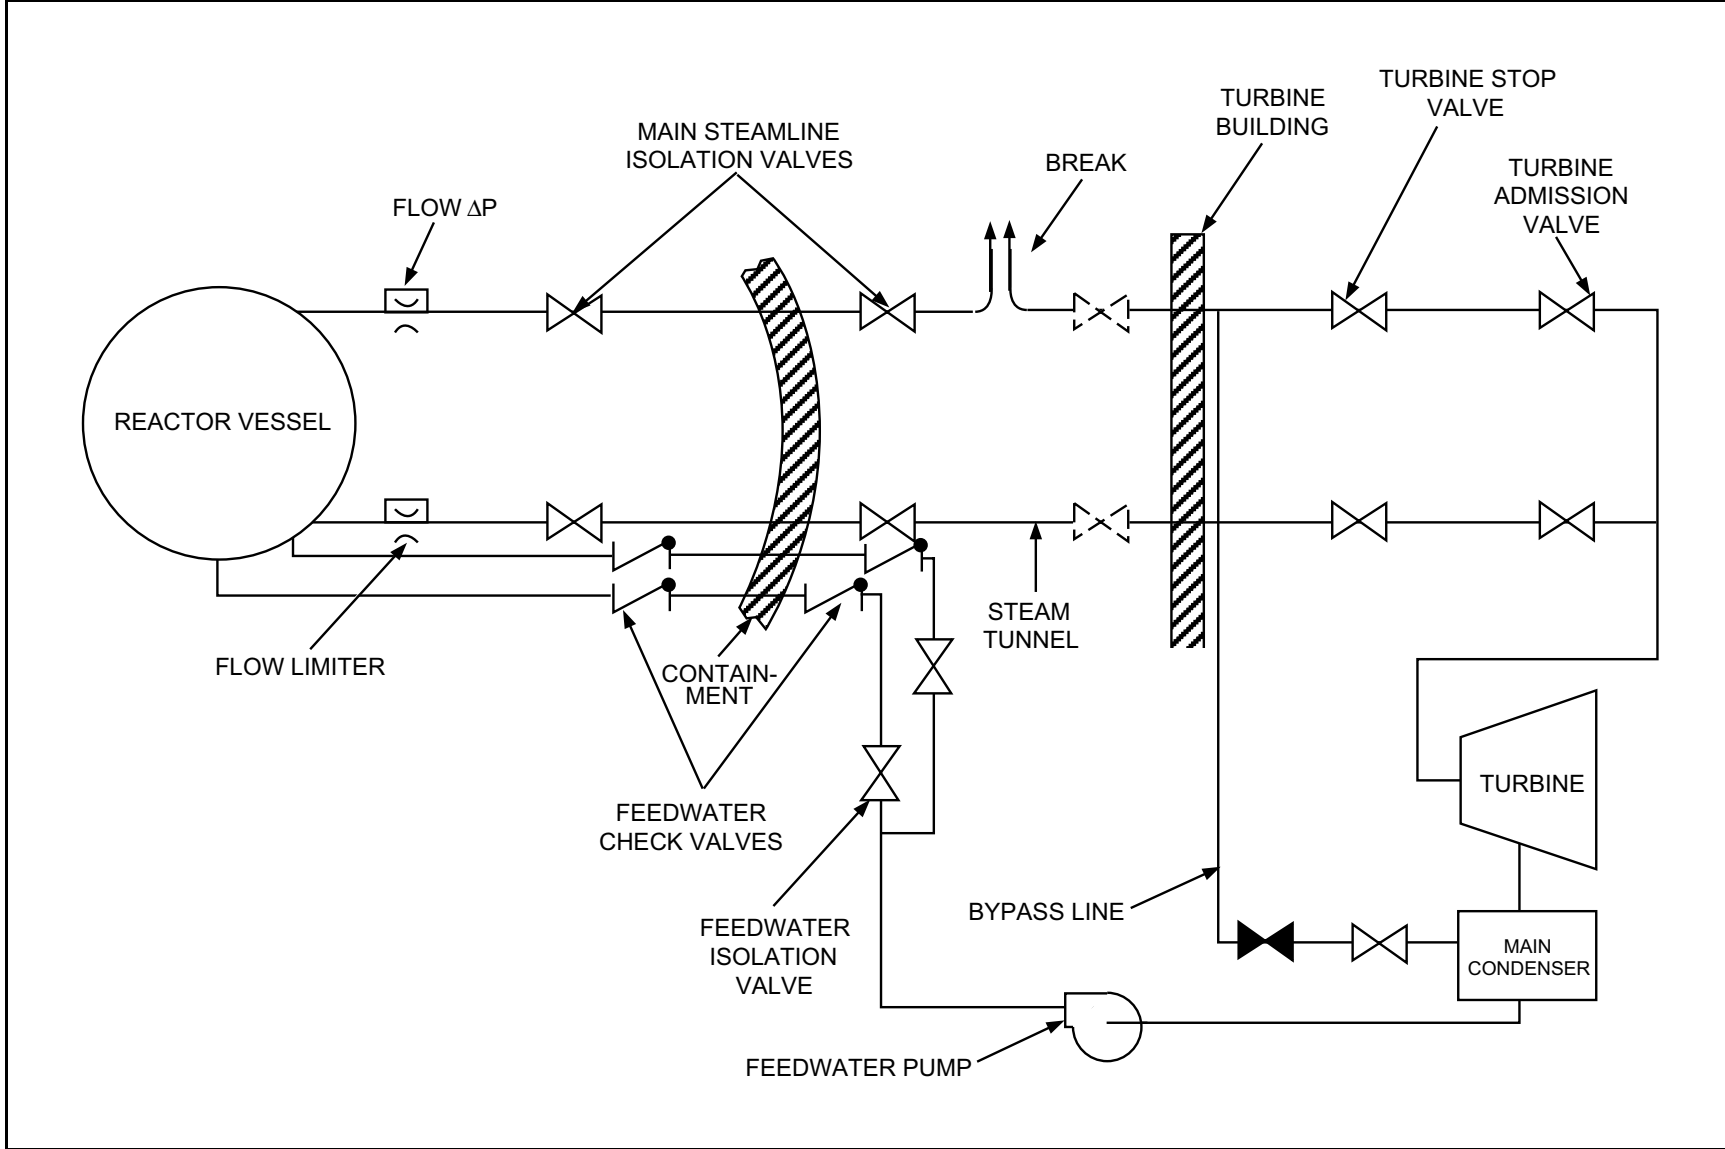 TURBINE STOP
VALVE
TURBINE
BUILDING
MAIN STEAMLINE
ISOLATION VALVES
BREAK
TURBINE
ADMISSION
VALVE
FLOW ∆P
REACTOR VESSEL
STEAM
TUNNEL
FLOW LIMITER
CONTAIN-
MENT
TURBINE
FEEDWATER
CHECK VALVES
BYPASS LINE
FEEDWATER
ISOLATION
VALVE
MAIN
CONDENSER
FEEDWATER PUMP